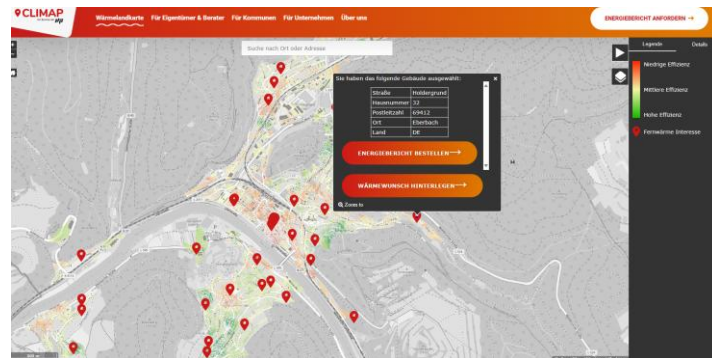 CLIMAP
Wärmelandkarte Für Eigentümer & Berater Für Kommunen Für Unternehmen Über uns
ENERGIEBERICHT ANFORDERN →
Suche nach Ort oder Adresse
Legende Details
Niedrige Effizienz
Mittlere Effizienz
Hohe Effizienz
Fernwärme Interesse
Sie haben das folgende Gebäude ausgewählt: ×
Straße Holdergrund
Hausnummer 32
Postleitzahl 69412
Ort Eberbach
Land DE
ENERGIEBERICHT BESTELLEN→
WÄRMEWUNSCH HINTERLEGEN→
Zoom to